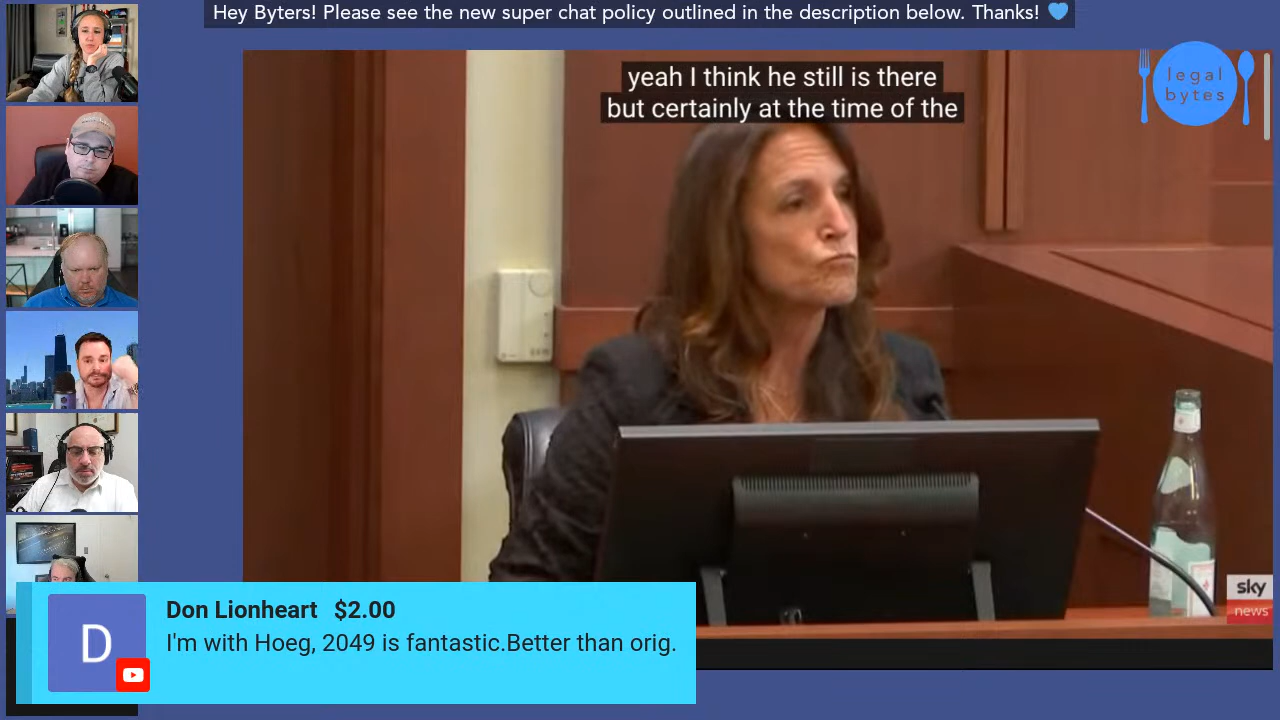 Hey Byters! Please see the new super chat policy outlined in the description below. Thanks! 💙
yeah I think he still is there
but certainly at the time of the
legal
bytes
sky
news
D
Don Lionheart $2.00
I'm with Hoeg, 2049 is fantastic.Better than orig.